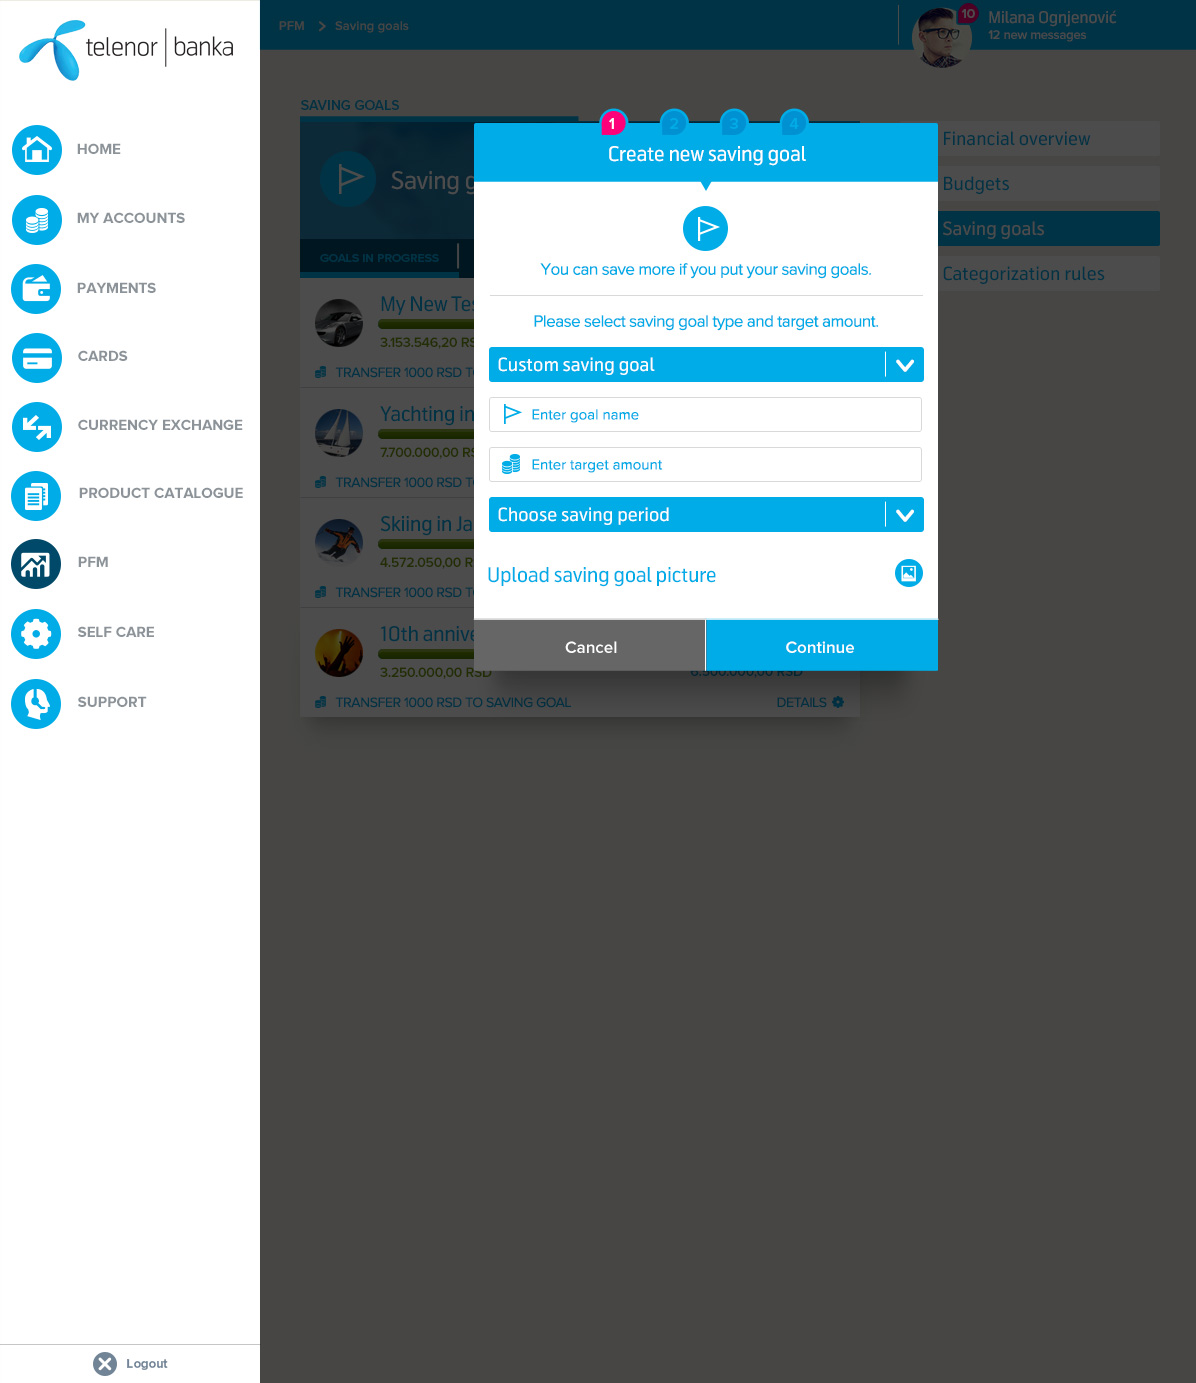 telenor | banka
HOME
MY ACCOUNTS
PAYMENTS
CARDS
CURRENCY EXCHANGE
PRODUCT CATALOGUE
PFM
SELF CARE
SUPPORT
Logout
PFM > Saving goals
10
Milana Ognjenović
12 new messages
SAVING GOALS
Saving g
GOALS IN PROGRESS
My New Tes
3.153.546,20 RS
TRANSFER 1000 RSD TO
Yachting in
7.700.000,00 RS
TRANSFER 1000 RSD TO
Skiing in Ja
4.572.050,00 R
TRANSFER 1000 RSD TO
10th annive
3.250.000,00 RSD
6.500.000,00 RSD
TRANSFER 1000 RSD TO SAVING GOAL
DETAILS
1 2 3 4
Create new saving goal
You can save more if you put your saving goals.
Please select saving goal type and target amount.
Custom saving goal
Enter goal name
Enter target amount
Choose saving period
Upload saving goal picture
Cancel
Continue
Financial overview
Budgets
Saving goals
Categorization rules